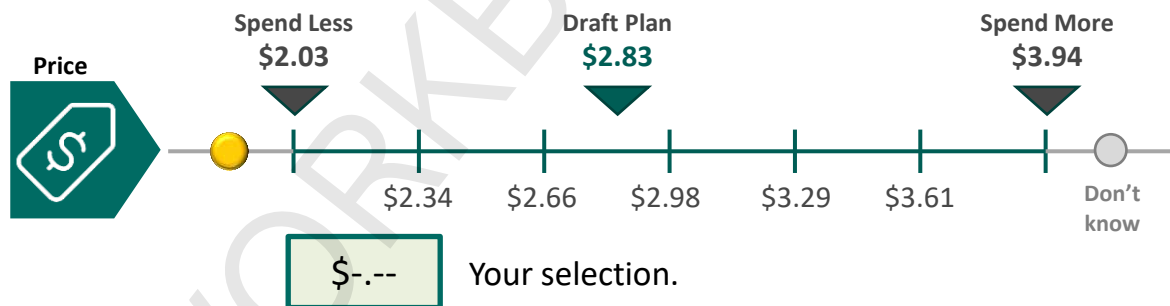 Spend Less
$2.03
Draft Plan
$2.83
Spend More
$3.94
Price
$
$2.34
$2.66
$2.98
$3.29
$3.61
Don't
know
$-.--
Your selection.